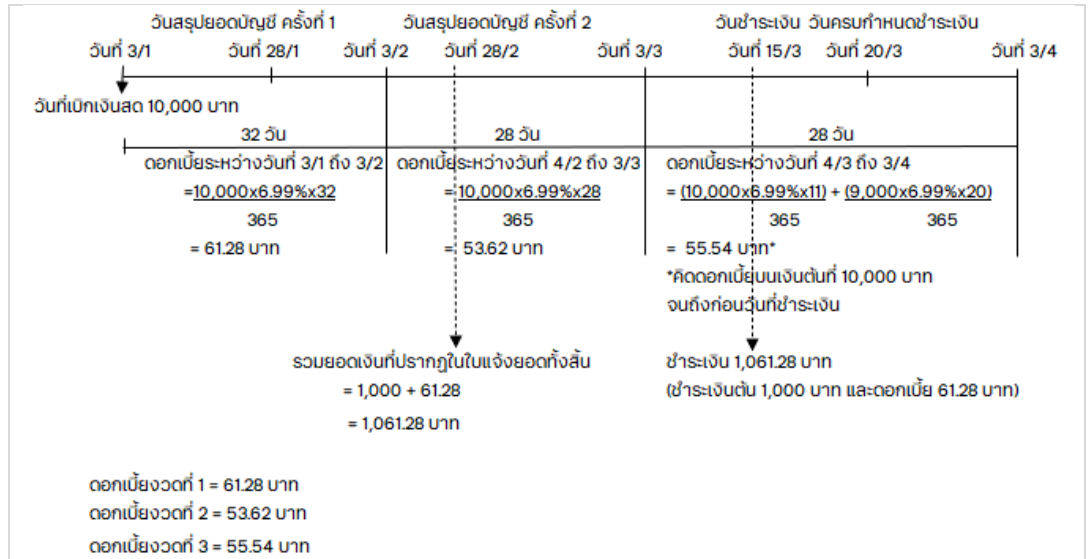 วันสรุปยอดบัญชี ครั้งที่ 1 วันสรุปยอดบัญชี ครั้งที่ 2 วันชำระเงิน วันครบกำหนดชำระเงิน
วันที่ 3/1 วันที่ 28/1 วันที่ 3/2 วันที่ 28/2 วันที่ 3/3 วันที่ 15/3 วันที่ 20/3 วันที่ 3/4
วันที่เบิกเงินสด 10,000 บาท
32 วัน 28 วัน 28 วัน
ดอกเบี้ยระหว่างวันที่ 3/1 ถึง 3/2 ดอกเบี้ยระหว่างวันที่ 4/2 ถึง 3/3 ดอกเบี้ยระหว่างวันที่ 4/3 ถึง 3/4
=10,000x6.99%x32 = 10,000x6.99%x28 = (10,000x6.99%x11) + (9,000x6.99%x20)
365 365 365 365
= 61.28 บาท = 53.62 บาท = 55.54 บาท*
*คิดดอกเบี้ยบนเงินต้นที่ 10,000 บาท
จนถึงก่อนวันที่ชำระเงิน
รวมยอดเงินที่ปรากฏในใบแจ้งยอดทั้งสิ้น ชำระเงิน 1,061.28 บาท
= 1,000 + 61.28 (ชำระเงินต้น 1,000 บาท และดอกเบี้ย 61.28 บาท)
= 1,061.28 บาท
ดอกเบี้ยงวดที่ 1 = 61.28 บาท
ดอกเบี้ยงวดที่ 2 = 53.62 บาท
ดอกเบี้ยงวดที่ 3 = 55.54 บาท